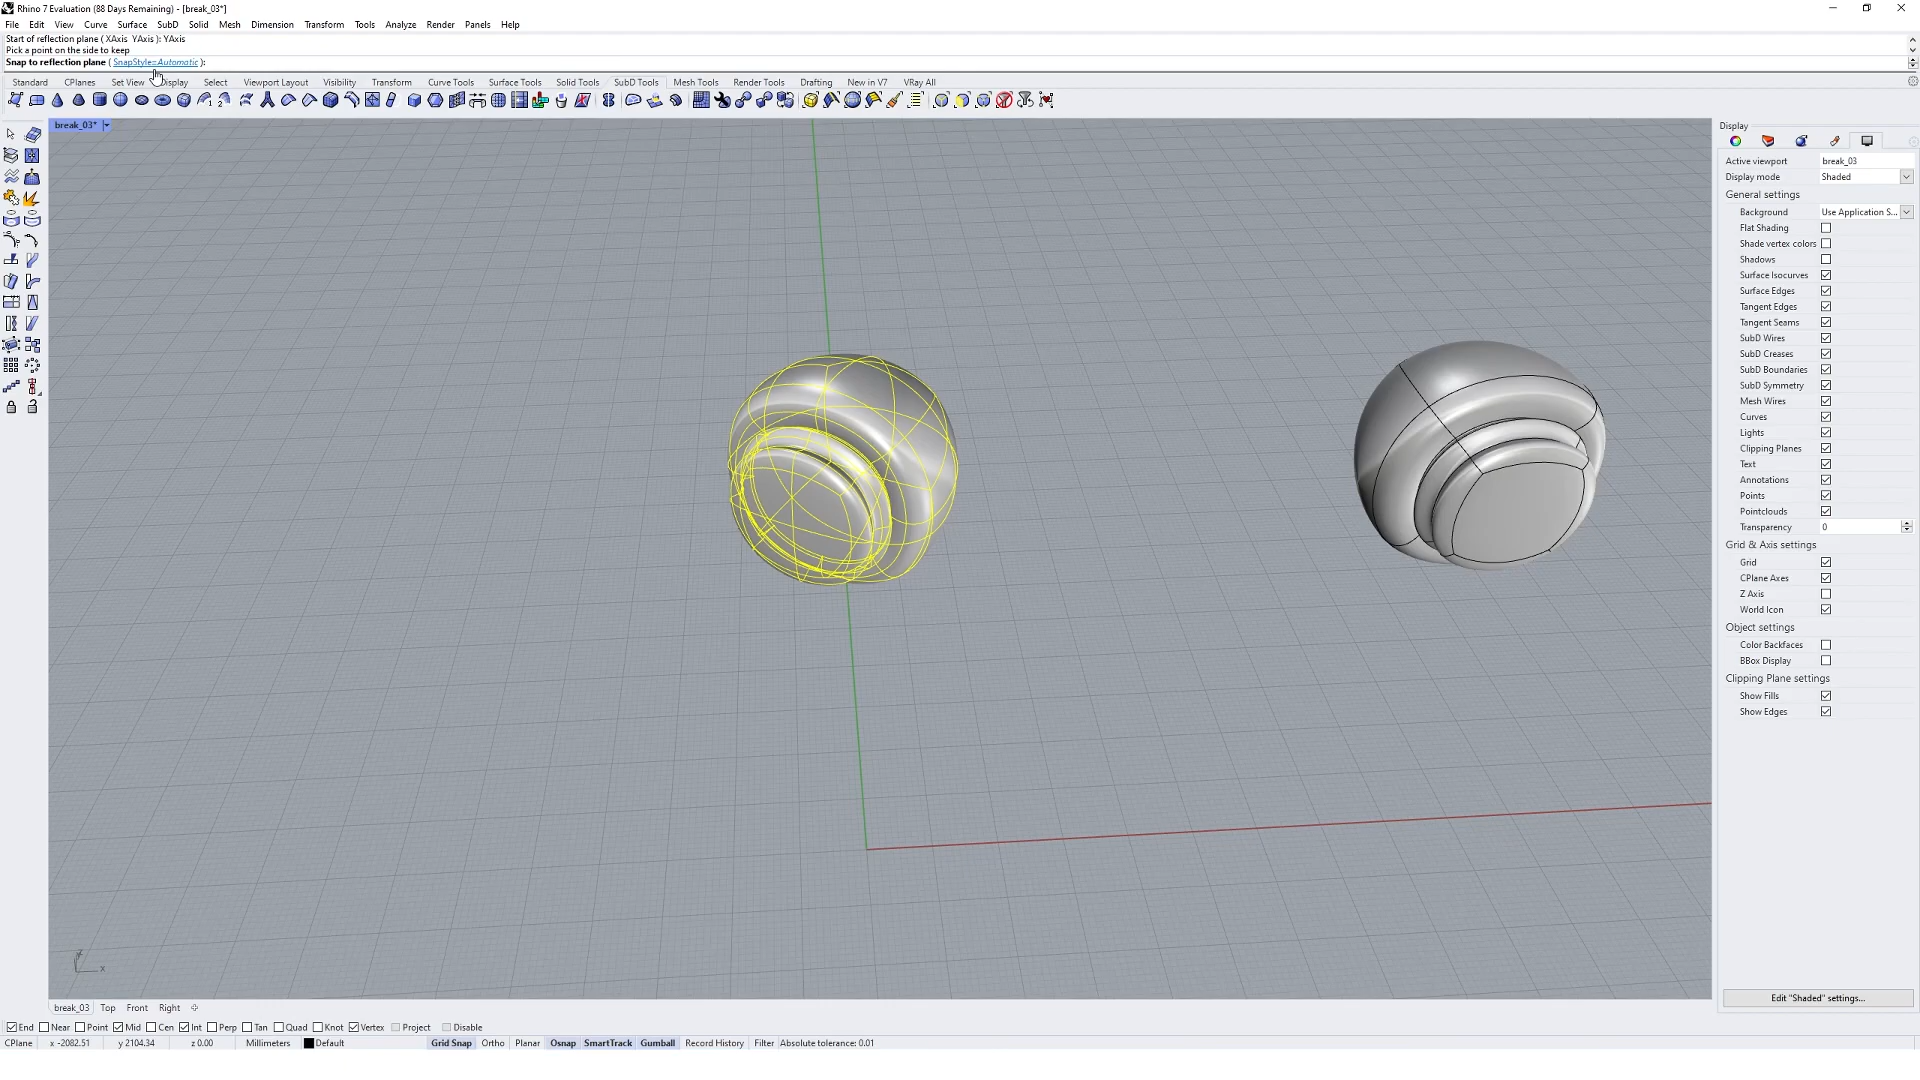 Rhino 7 Evaluation (88 Days Remaining) - [break_03*]
File Edit View Curve Surface SubD Solid Mesh Dimension Transform Tools Analyze Render Panels Help
Start of reflection plane ( XAxis YAxis ): YAxis
Pick a point on the side to keep
Snap to reflection plane ( SnapStyle=Automatic ):
Standard CPlanes Set View Display Select Viewport Layout Visibility Transform Curve Tools Surface Tools Solid Tools SubD Tools Mesh Tools Render Tools Drafting New in V7 VRay All
break_03*
Display
Active viewport break_03
Display mode Shaded
General settings
Background Use Application S...
Flat Shading
Shade vertex colors
Shadows
Surface Isocurves
Surface Edges
Tangent Edges
Tangent Seams
SubD Wires
SubD Creases
SubD Boundaries
SubD Symmetry
Mesh Wires
Curves
Lights
Clipping Planes
Text
Annotations
Points
Pointclouds
Transparency 0
Grid & Axis settings
Grid
CPlane Axes
Z Axis
World Icon
Object settings
Color Backfaces
BBox Display
Clipping Plane settings
Show Fills
Show Edges
Edit "Shaded" settings...
x
break_03 Top Front Right
End Near Point Mid Cen Int Perp Tan Quad Knot Vertex Project Disable
CPlane x -2082.51 y 2104.34 z 0.00 Millimeters Default Grid Snap Ortho Planar Osnap SmartTrack Gumball Record History Filter Absolute tolerance: 0.01